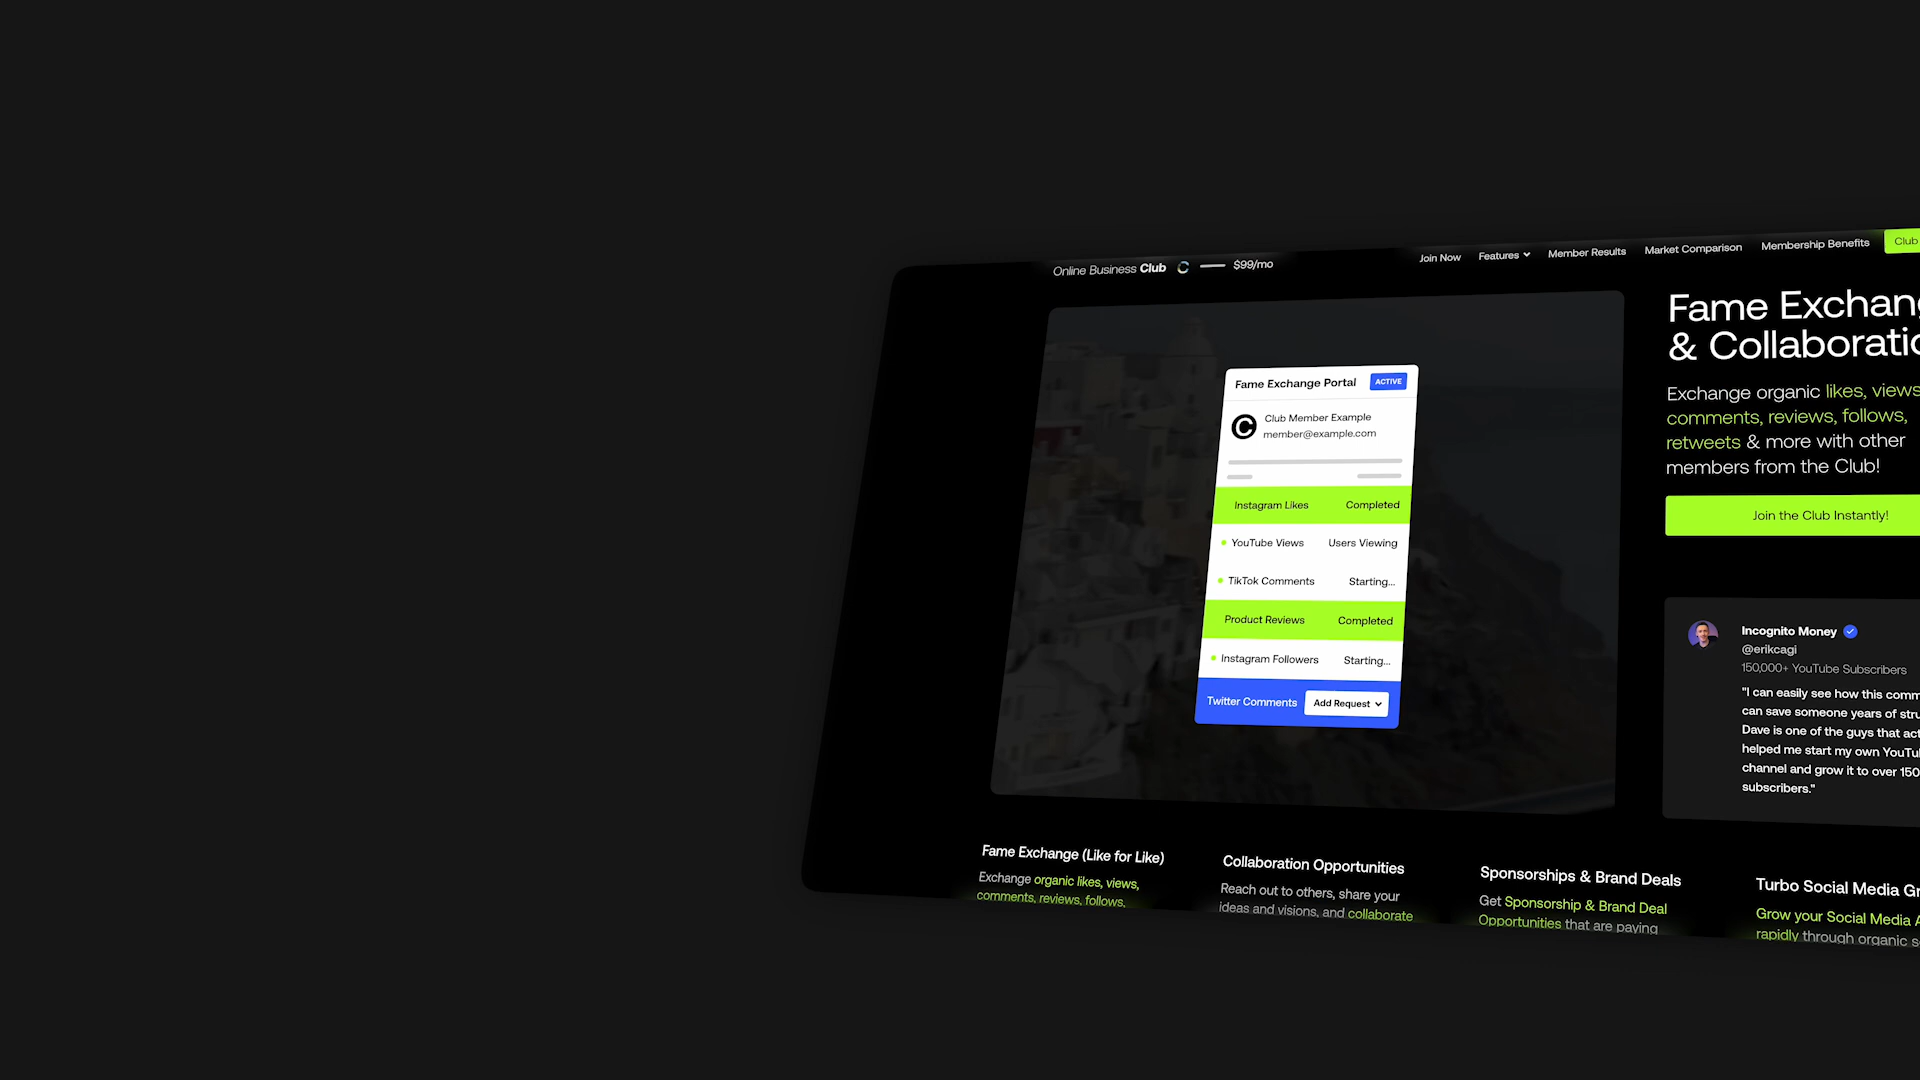 Online Business Club $99/mo
Join Now Features Member Results Market Comparison Membership Benefits Club
Fame Exchange Portal ACTIVE
Club Member Example
member@example.com
Instagram Likes Completed
YouTube Views Users Viewing
TikTok Comments Starting...
Product Reviews Completed
Instagram Followers Starting...
Twitter Comments Add Request
Fame Exchan
& Collaboratio
Exchange organic likes, views
comments, reviews, follows,
retweets & more with other
members from the Club!
Join the Club Instantly!
Incognito Money
@erikcagi
150,000+ YouTube Subscribers
"I can easily see how this comm
can save someone years of stru
Dave is one of the guys that act
helped me start my own YouTu
channel and grow it to over 150
subscribers."
Fame Exchange (Like for Like)
Exchange organic likes, views,
comments, reviews, follows,
Collaboration Opportunities
Reach out to others, share your
ideas and visions, and collaborate
Sponsorships & Brand Deals
Get Sponsorship & Brand Deal
Opportunities that are paying
Turbo Social Media Gr
Grow your Social Media A
rapidly through organic s